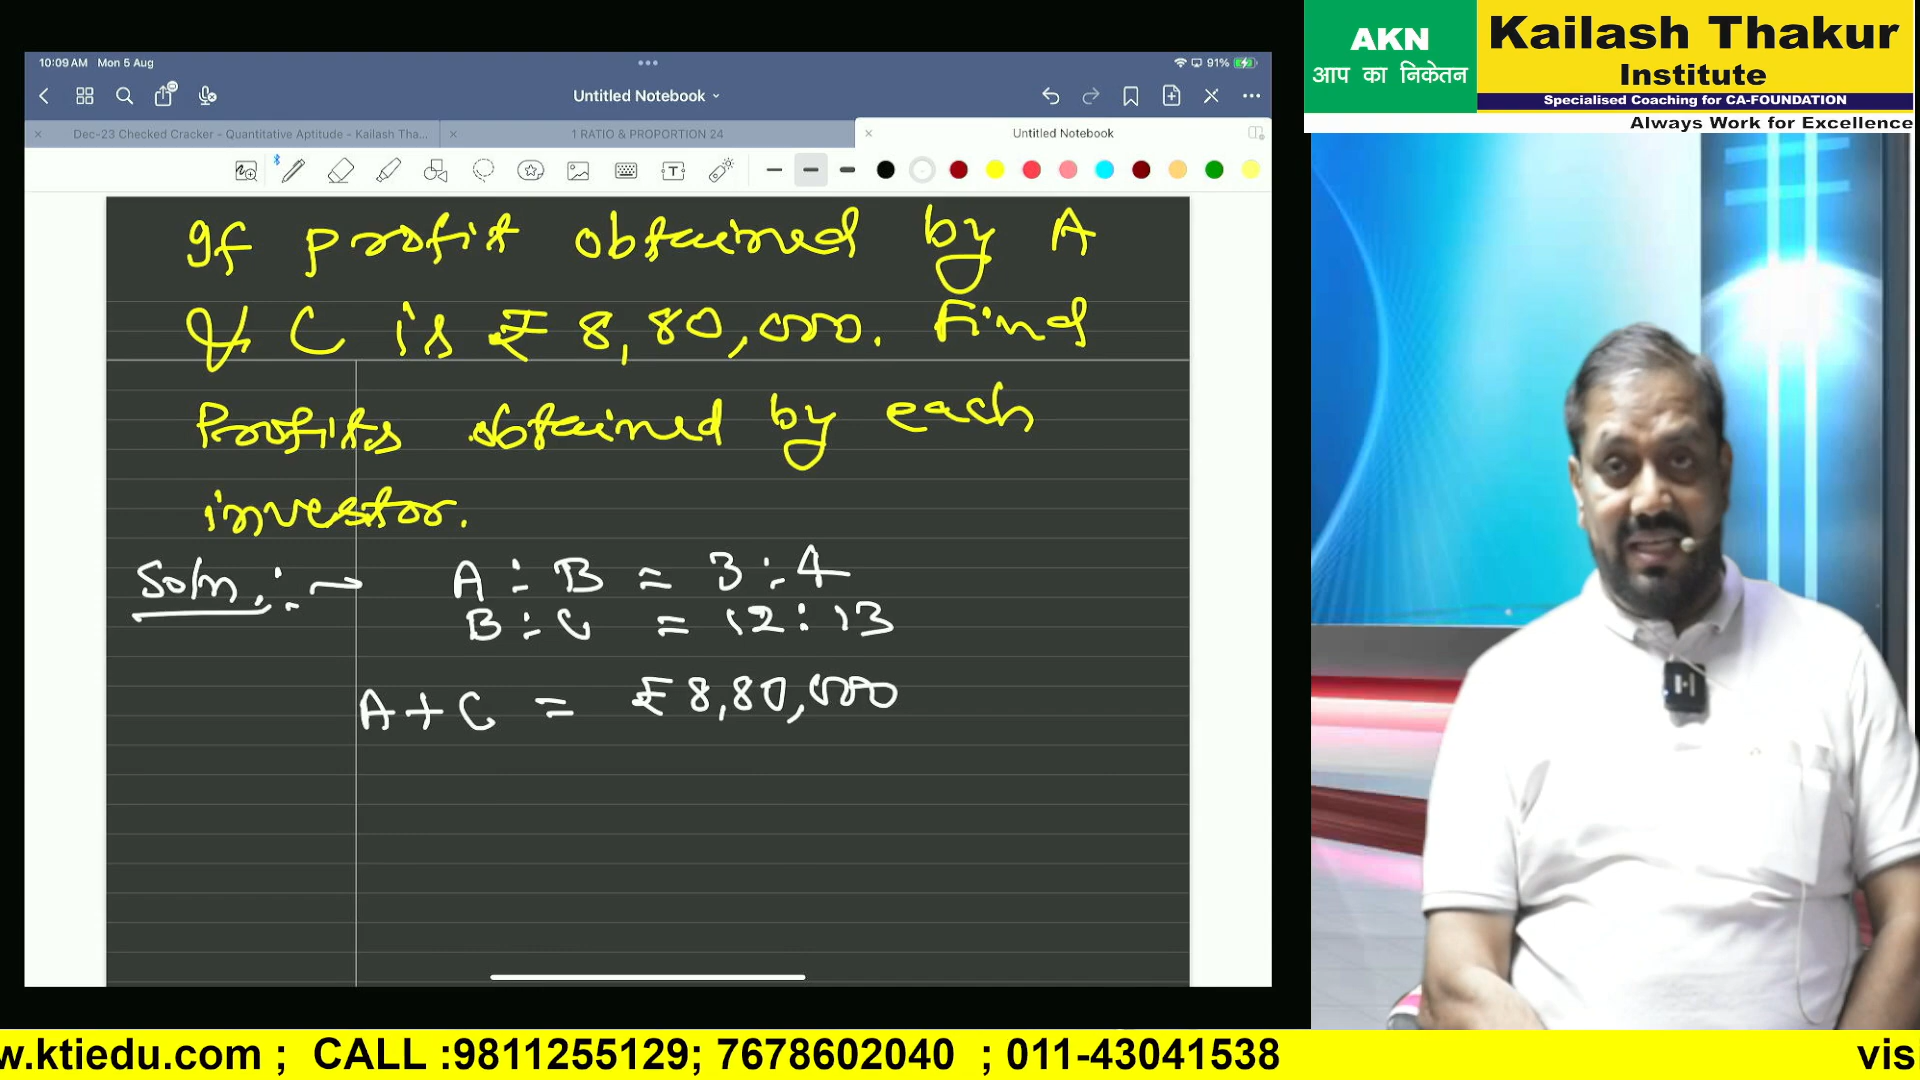 10:09 AM Mon 5 Aug
91%
Untitled Notebook
Dec-23 Checked Cracker - Quantitative Aptitude - Kailash Tha...
1 RATIO & PROPORTION 24
Untitled Notebook
If profit obtained by A
& C is ₹ 8,80,000. Find
Profits obtained by each
investor.
Soln :- → A : B = 3 : 4
B : C = 12 : 13
A + C = ₹ 8,80,000
AKN
आप का निकेतन
Kailash Thakur
Institute
Specialised Coaching for CA-FOUNDATION
Always Work for Excellence
w.ktiedu.com ; CALL :9811255129; 7678602040 ; 011-43041538
vis